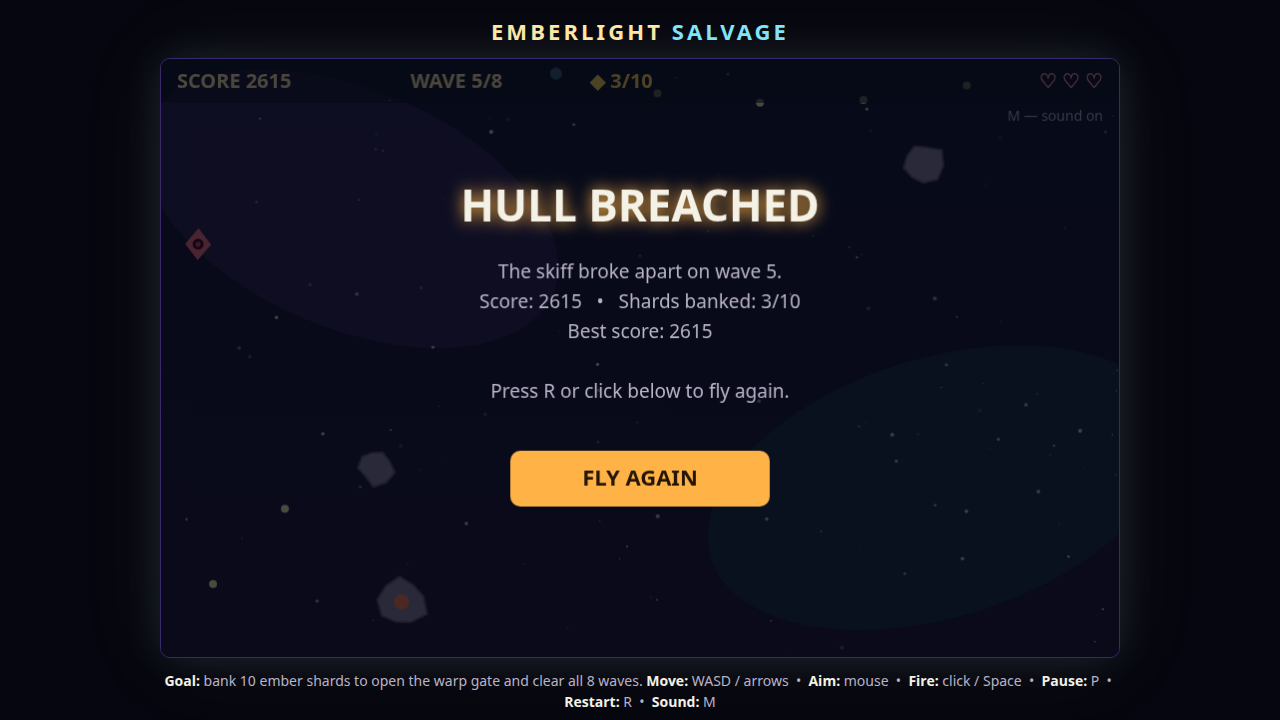 EMBERLIGHT SALVAGE
SCORE 2615 WAVE 5/8 ◆ 3/10 ♡ ♡ ♡
M — sound on
HULL BREACHED
The skiff broke apart on wave 5.
Score: 2615 • Shards banked: 3/10
Best score: 2615
Press R or click below to fly again.
FLY AGAIN
Goal: bank 10 ember shards to open the warp gate and clear all 8 waves. Move: WASD / arrows • Aim: mouse • Fire: click / Space • Pause: P •
Restart: R • Sound: M